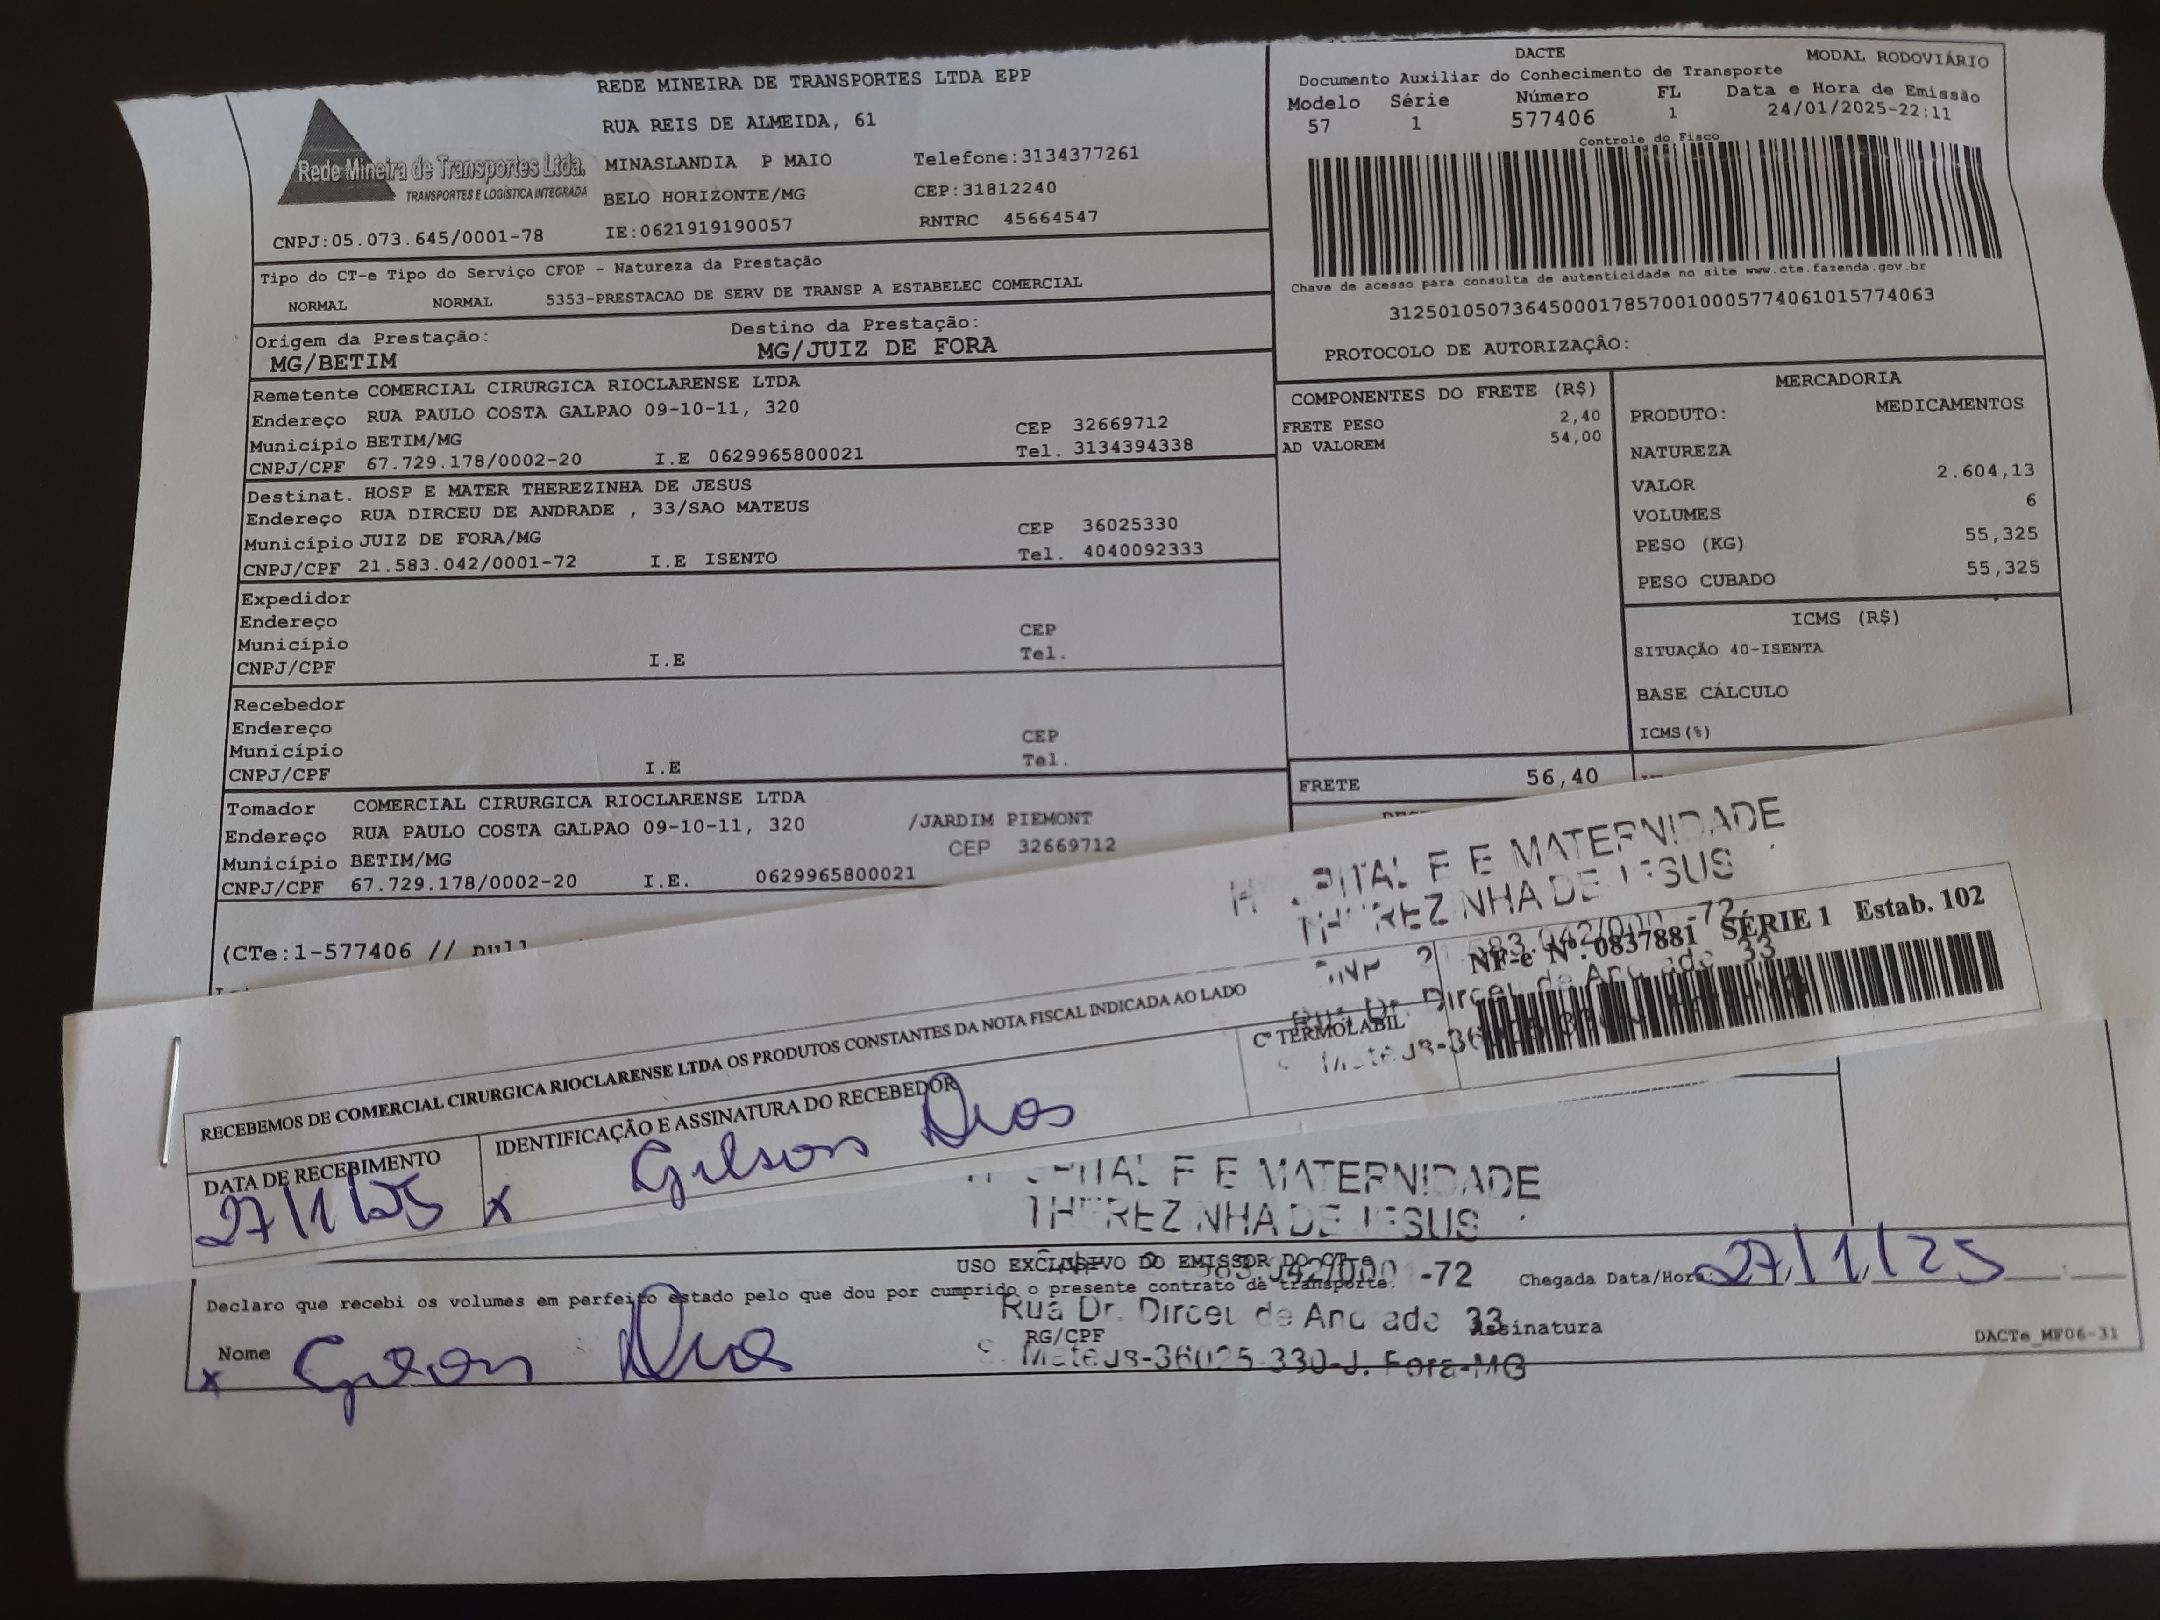 REDE MINEIRA DE TRANSPORTES LTDA EPP
RUA REIS DE ALMEIDA, 61
Rede Mineira de Transportes Ltda.
TRANSPORTES E LOGÍSTICA INTEGRADA
MINASLANDIA P MAIO Telefone:3134377261
BELO HORIZONTE/MG CEP:31812240
CNPJ:05.073.645/0001-78 IE:0621919190057 RNTRC 45664547
DACTE MODAL RODOVIÁRIO
Documento Auxiliar do Conhecimento de Transporte
Modelo Série Número FL Data e Hora de Emissão
57 1 577406 1 24/01/2025-22:11
Controle do Fisco
Chave de acesso para consulta de autenticidade no site www.cte.fazenda.gov.br
31250105073645000178570010005774061015774063
PROTOCOLO DE AUTORIZAÇÃO:
Tipo do CT-e Tipo do Serviço CFOP - Natureza da Prestação
NORMAL NORMAL 5353-PRESTACAO DE SERV DE TRANSP A ESTABELEC COMERCIAL
Origem da Prestação: Destino da Prestação:
MG/BETIM MG/JUIZ DE FORA
Remetente COMERCIAL CIRURGICA RIOCLARENSE LTDA
Endereço RUA PAULO COSTA GALPAO 09-10-11, 320
Município BETIM/MG CEP 32669712
CNPJ/CPF 67.729.178/0002-20 I.E 0629965800021 Tel. 3134394338
Destinat. HOSP E MATER THEREZINHA DE JESUS
Endereço RUA DIRCEU DE ANDRADE , 33/SAO MATEUS
Município JUIZ DE FORA/MG CEP 36025330
CNPJ/CPF 21.583.042/0001-72 I.E ISENTO Tel. 4040092333
Expedidor
Endereço
Município CEP
CNPJ/CPF I.E Tel.
Recebedor
Endereço
Município CEP
CNPJ/CPF I.E Tel.
Tomador COMERCIAL CIRURGICA RIOCLARENSE LTDA
Endereço RUA PAULO COSTA GALPAO 09-10-11, 320 /JARDIM PIEMONT
Município BETIM/MG CEP 32669712
CNPJ/CPF 67.729.178/0002-20 I.E. 0629965800021
COMPONENTES DO FRETE (R$)
FRETE PESO 2,40
AD VALOREM 54,00
FRETE 56,40
MERCADORIA
PRODUTO: MEDICAMENTOS
NATUREZA
VALOR 2.604,13
VOLUMES 6
PESO (KG) 55,325
PESO CUBADO 55,325
ICMS (R$)
SITUAÇÃO 40-ISENTA
BASE CÁLCULO
ICMS(%)
(CTe:1-577406 // null
E MATERNIDADE
NF-e Nº. 0837881 SÉRIE 1 Estab. 102
RECEBEMOS DE COMERCIAL CIRURGICA RIOCLARENSE LTDA OS PRODUTOS CONSTANTES DA NOTA FISCAL INDICADA AO LADO
DATA DE RECEBIMENTO IDENTIFICAÇÃO E ASSINATURA DO RECEBEDOR Cº TERMOLABIL
27/1/25 x Gilson Dias
E MATERNIDADE
USO EXCLUSIVO DO EMISSOR DO CT-e
-72
Declaro que recebi os volumes em perfeito estado pelo que dou por cumprido o presente contrato de transporte. Chegada Data/Hora: 27/1/25
Rua Dr. Dirceu de Andrade 33
Nome RG/CPF Assinatura DACTe_MF06-31
x Gilson Dias
S. Mateus-36025-330-J. Fora-MG